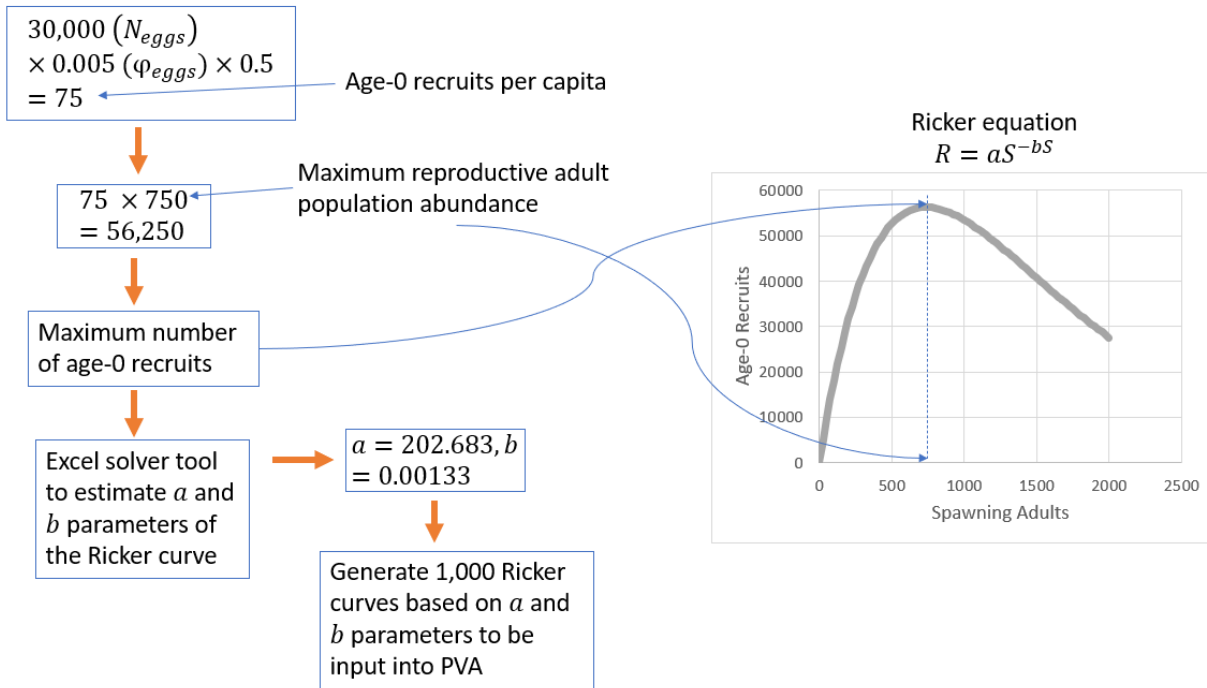 30,000 (N_eggs)
× 0.005 (φ_eggs) × 0.5
= 75
Age-0 recruits per capita
75 × 750
= 56,250
Maximum reproductive adult
population abundance
Maximum number
of age-0 recruits
Excel solver tool
to estimate a and
b parameters of
the Ricker curve
a = 202.683, b
= 0.00133
Generate 1,000 Ricker
curves based on a and
b parameters to be
input into PVA
Ricker equation
R = aS^−bS
Age-0 Recruits
60000
50000
40000
30000
20000
10000
0
0 500 1000 1500 2000 2500
Spawning Adults